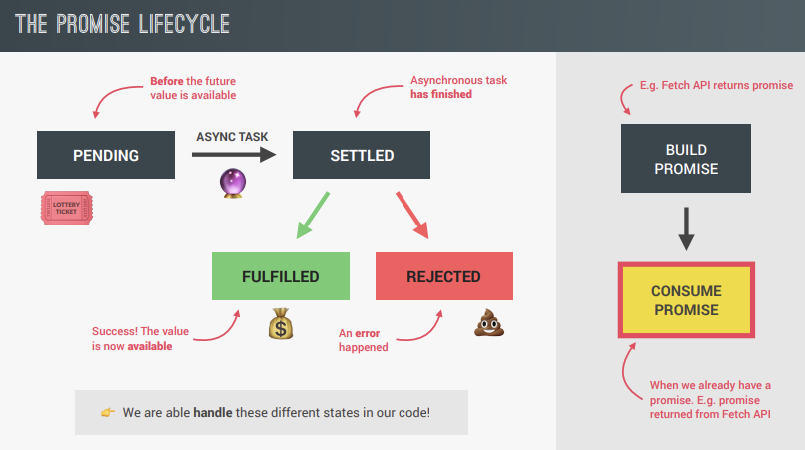 THE PROMISE LIFECYCLE
Before the future
value is available
Asynchronous task
has finished
E.g. Fetch API returns promise
PENDING
ASYNC TASK
SETTLED
BUILD
PROMISE
LOTTERY
TICKET
FULFILLED
REJECTED
CONSUME
PROMISE
Success! The value
is now available
An error
happened
When we already have a
promise. E.g. promise
returned from Fetch API
We are able handle these different states in our code!